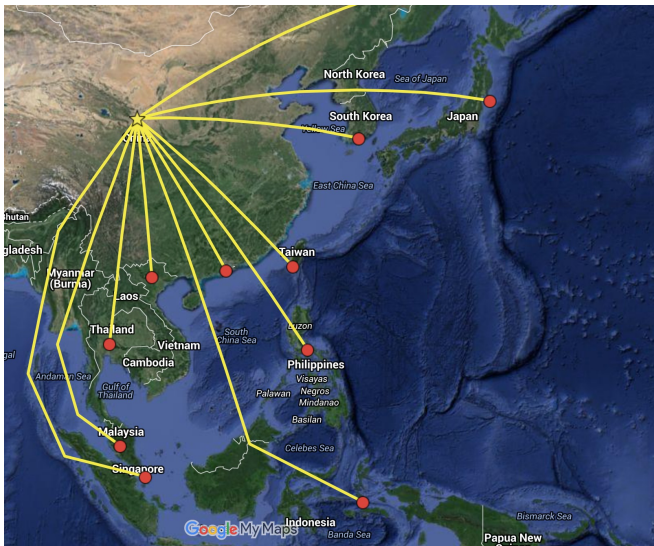 North Korea
Sea of Japan
South Korea
Japan
Yellow Sea
China
East China Sea
Bhutan
gladesh
Taiwan
Myanmar
(Burma)
Laos
Luzon
Thailand
South
China Sea
Vietnam
gal
Cambodia
Philippines
Andaman Sea
Gulf of
Thailand
Visayas
Palawan
Negros
Mindanao
Basilan
Malaysia
Celebes Sea
Singapore
Google My Maps
Indonesia
Banda Sea
Bismarck Sea
Papua New